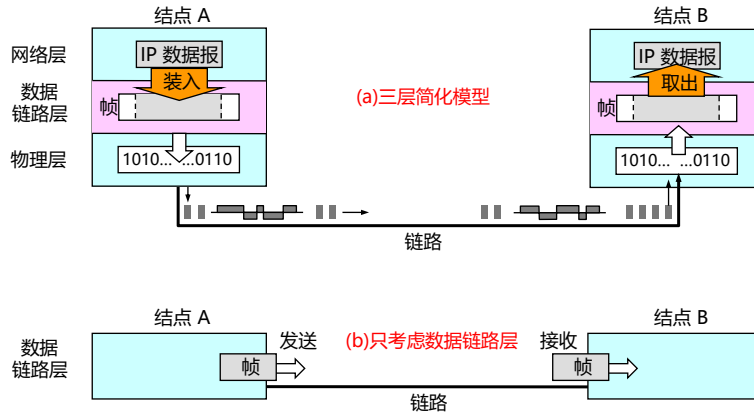 结点 A
结点 B
网络层
IP 数据报
IP 数据报
装入
取出
数据
链路层
帧
(a)三层简化模型
帧
物理层
1010... ...0110
1010... ...0110
链路
结点 A
结点 B
发送
(b)只考虑数据链路层
接收
数据
链路层
帧
帧
链路